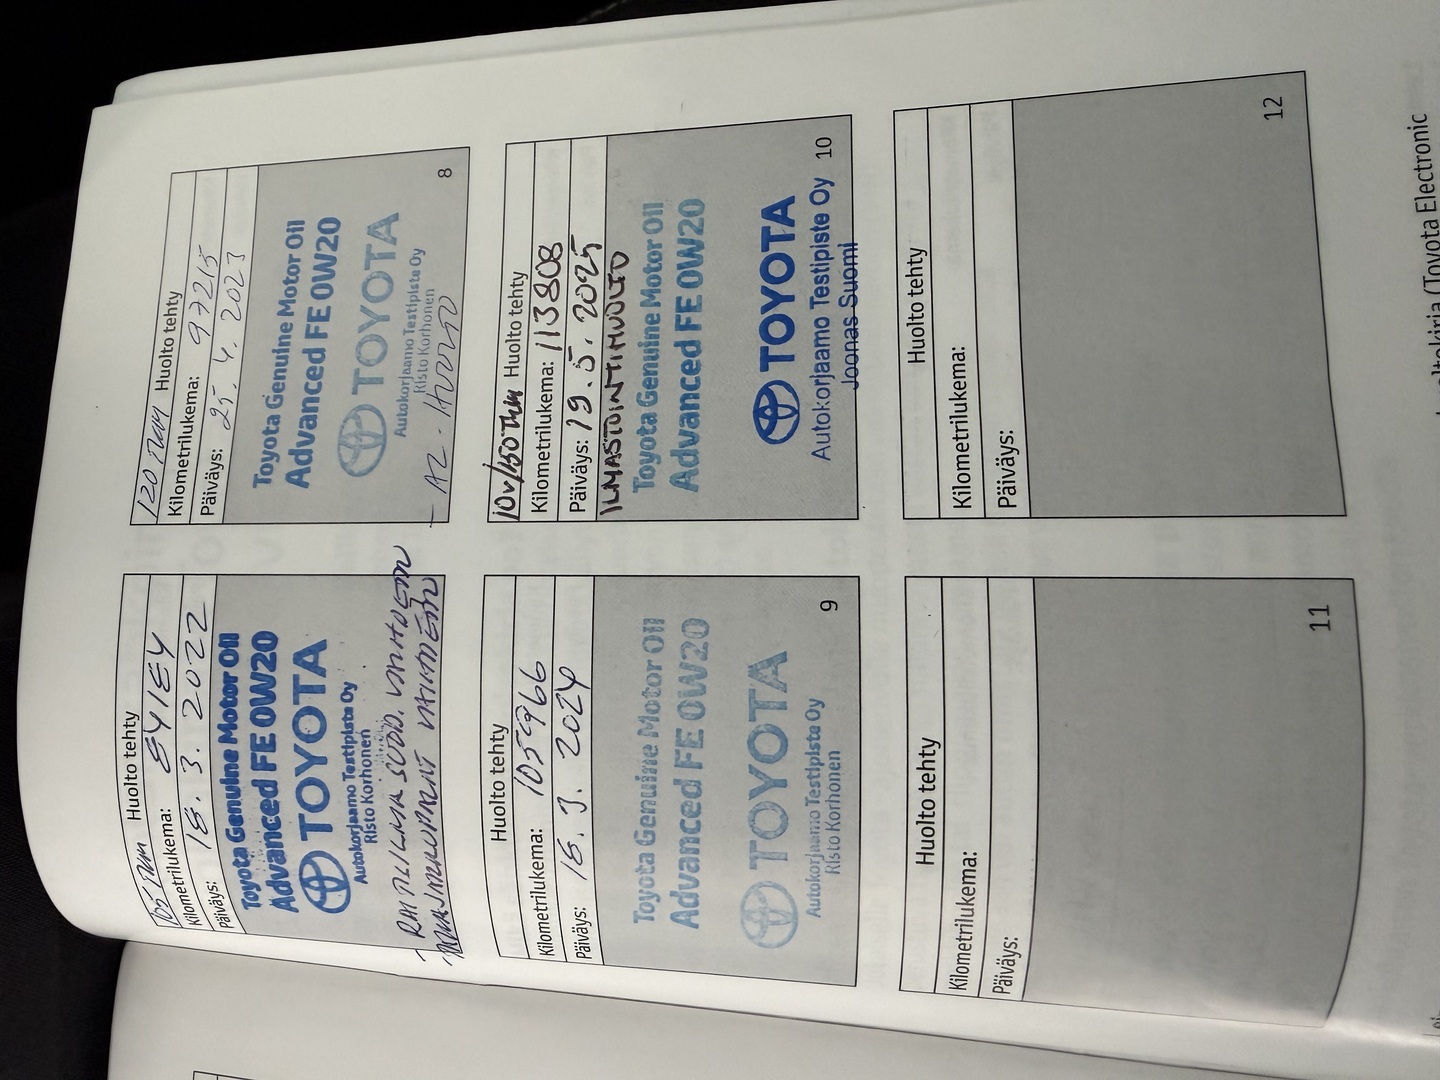 105 TKM Huolto tehty
Kilometrilukema: 84184
Päiväys: 18. 3. 2022
Toyota Genuine Motor Oil
Advanced FE 0W20
TOYOTA
Autokorjaamo Testipiste Oy
Risto Korhonen
120 TKM Huolto tehty
Kilometrilukema: 97215
Päiväys: 25. 4. 2023
Toyota Genuine Motor Oil
Advanced FE 0W20
TOYOTA
Autokorjaamo Testipiste Oy
Risto Korhonen
8
Huolto tehty
Kilometrilukema: 105966
Päiväys: 18. 3. 2024
Toyota Genuine Motor Oil
Advanced FE 0W20
TOYOTA
Autokorjaamo Testipiste Oy
Risto Korhonen
9
10v/150TKM Huolto tehty
Kilometrilukema: 113808
Päiväys: 19. 5. 2025
ILMASTOINTIHUOLTO
Toyota Genuine Motor Oil
Advanced FE 0W20
TOYOTA
Autokorjaamo Testipiste Oy
Joonas Suomi
10
Huolto tehty
Kilometrilukema:
Päiväys:
11
Huolto tehty
Kilometrilukema:
Päiväys:
12
(Toyota Electronic